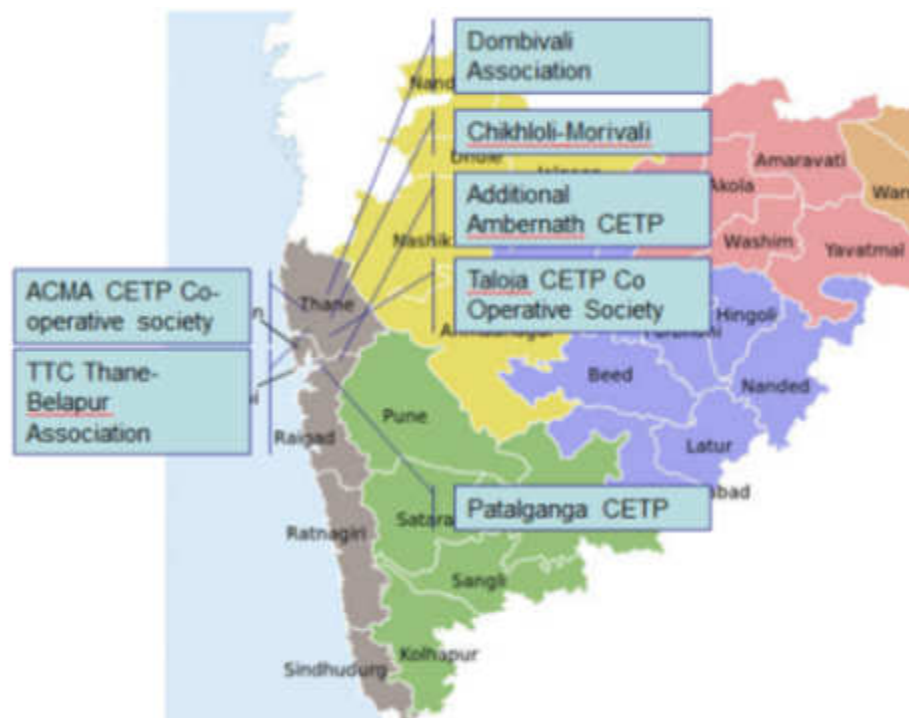 Dombivali
Association
Chikhloli-Morivali
Amaravati
Akola
Additional
Ambernath CETP
Washim
Yavatmal
ACMA CETP Co-
operative society
Thane
Taloja CETP Co
Operative Society
Hingoli
TTC Thane-
Belapur
Association
Beed
Nanded
Pune
Raigad
Latur
Patalganga CETP
Satara
Ratnagiri
Sangli
Kolhapur
Sindhudurg